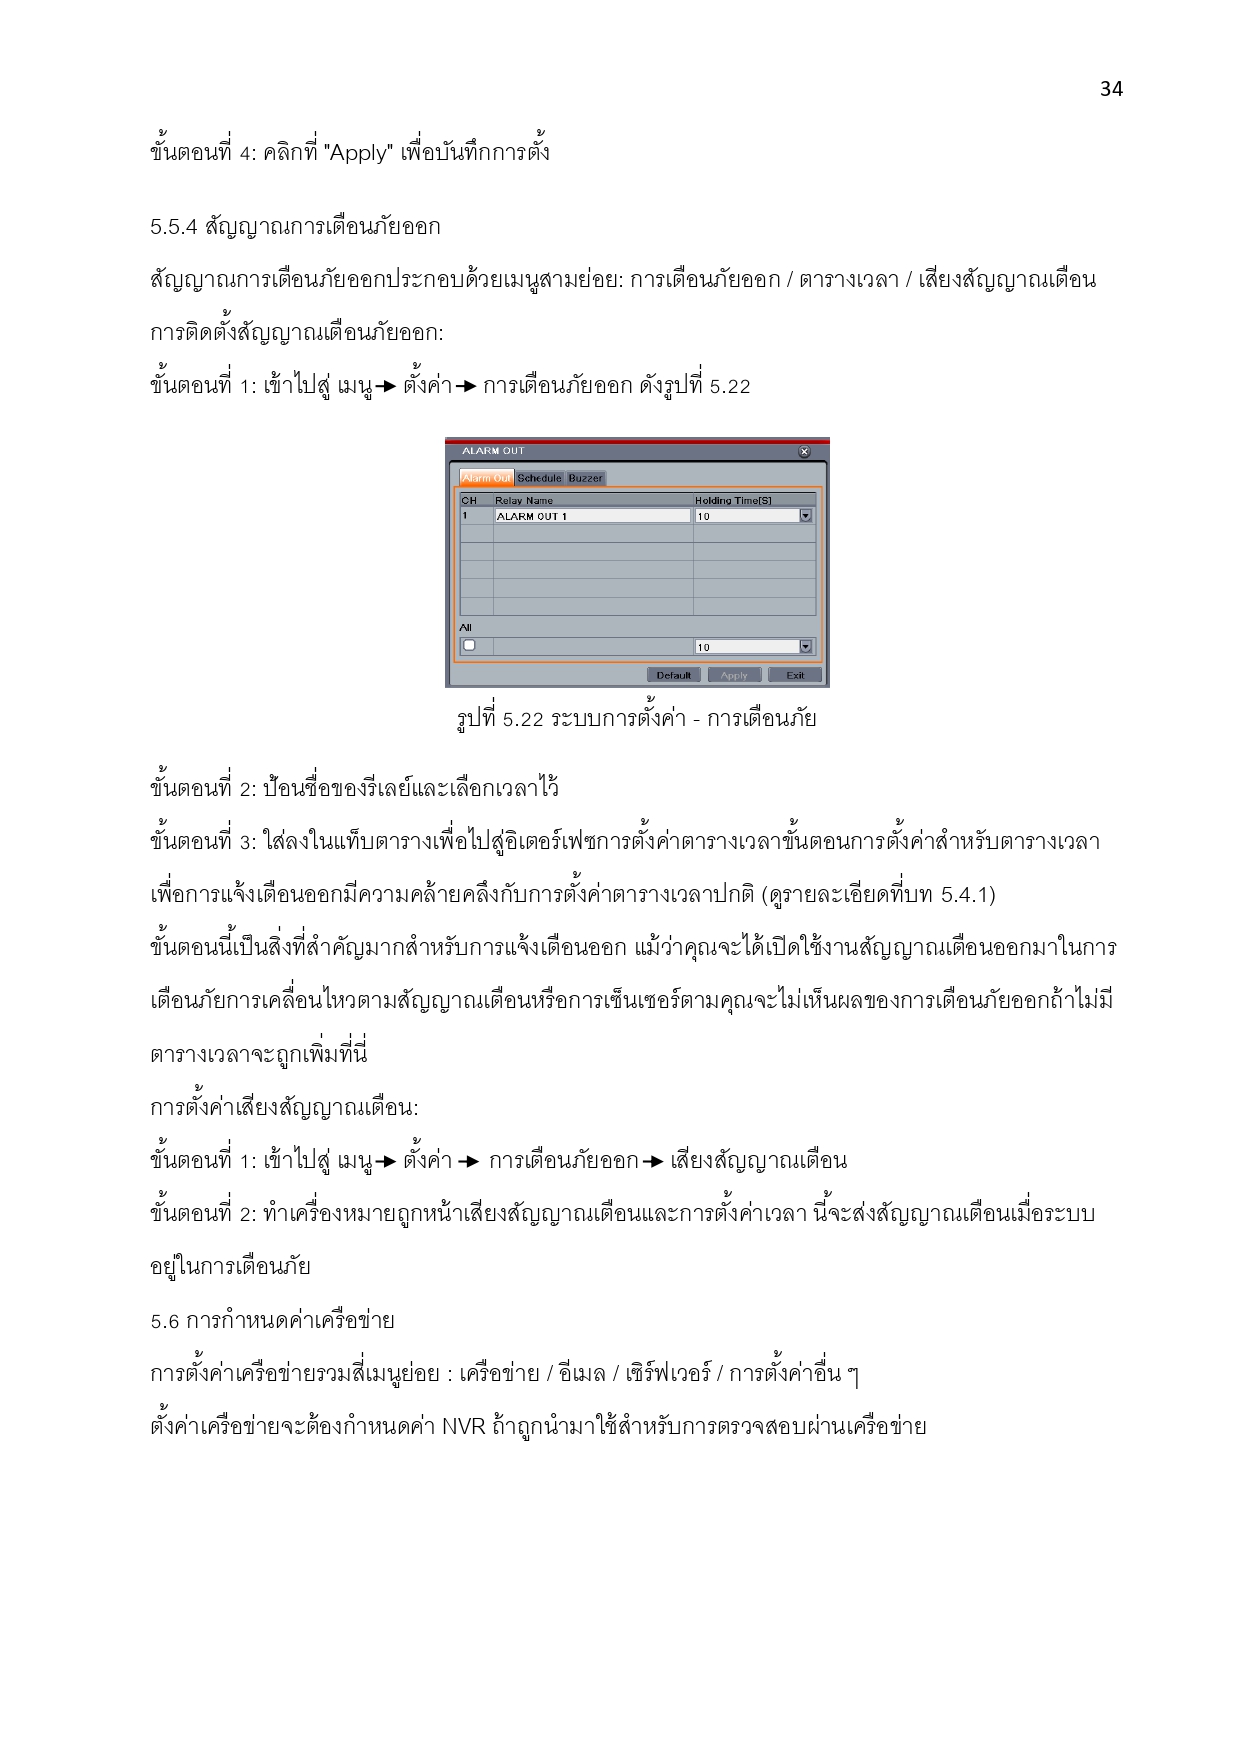 34
ขั้นตอนที่ 4: คลิกที่ "Apply" เพื่อบันทึกการตั้ง
5.5.4 สัญญาณการเตือนภัยออก
สัญญาณการเตือนภัยออกประกอบด้วยเมนูสามย่อย: การเตือนภัยออก / ตารางเวลา / เสียงสัญญาณเตือน
การติดตั้งสัญญาณเตือนภัยออก:
ขั้นตอนที่ 1: เข้าไปสู่ เมนู→ ตั้งค่า→ การเตือนภัยออก ดังรูปที่ 5.22
ALARM OUT
Alarm Out Schedule Buzzer
CH Relay Name Holding Time[S]
1 ALARM OUT 1 10
All
10
Default Apply Exit
รูปที่ 5.22 ระบบการตั้งค่า - การเตือนภัย
ขั้นตอนที่ 2: ป้อนชื่อของรีเลย์และเลือกเวลาไว้
ขั้นตอนที่ 3: ใส่ลงในแท็บตารางเพื่อไปสู่อิเตอร์เฟซการตั้งค่าตารางเวลาขั้นตอนการตั้งค่าสำหรับตารางเวลา
เพื่อการแจ้งเตือนออกมีความคล้ายคลึงกับการตั้งค่าตารางเวลาปกติ (ดูรายละเอียดที่บท 5.4.1)
ขั้นตอนนี้เป็นสิ่งที่สำคัญมากสำหรับการแจ้งเตือนออก แม้ว่าคุณจะได้เปิดใช้งานสัญญาณเตือนออกมาในการ
เตือนภัยการเคลื่อนไหวตามสัญญาณเตือนหรือการเซ็นเซอร์ตามคุณจะไม่เห็นผลของการเตือนภัยออกถ้าไม่มี
ตารางเวลาจะถูกเพิ่มที่นี่
การตั้งค่าเสียงสัญญาณเตือน:
ขั้นตอนที่ 1: เข้าไปสู่ เมนู→ ตั้งค่า → การเตือนภัยออก→ เสียงสัญญาณเตือน
ขั้นตอนที่ 2: ทำเครื่องหมายถูกหน้าเสียงสัญญาณเตือนและการตั้งค่าเวลา นี้จะส่งสัญญาณเตือนเมื่อระบบ
อยู่ในการเตือนภัย
5.6 การกำหนดค่าเครือข่าย
การตั้งค่าเครือข่ายรวมสี่เมนูย่อย : เครือข่าย / อีเมล / เซิร์ฟเวอร์ / การตั้งค่าอื่น ๆ
ตั้งค่าเครือข่ายจะต้องกำหนดค่า NVR ถ้าถูกนำมาใช้สำหรับการตรวจสอบผ่านเครือข่าย